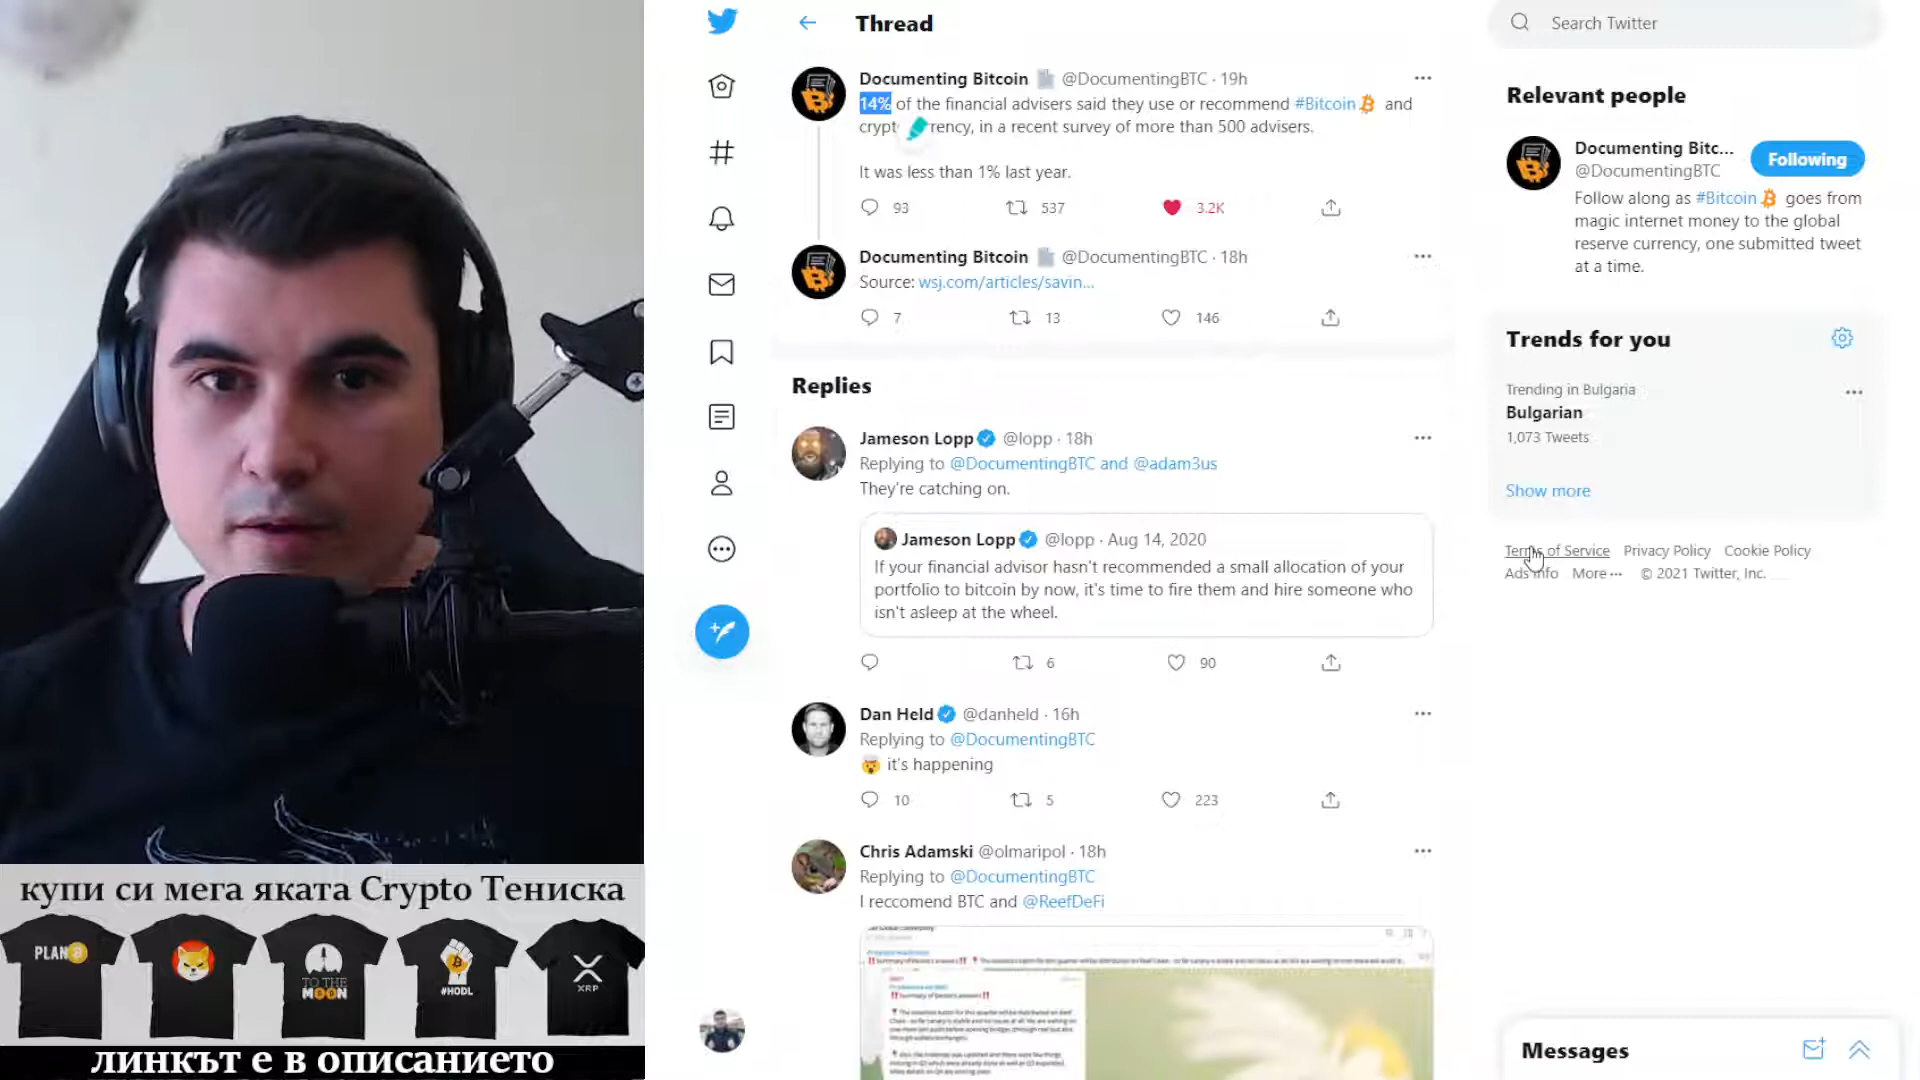 Thread
Search Twitter
Documenting Bitcoin @DocumentingBTC · 19h
14% of the financial advisers said they use or recommend #Bitcoin and
crypt rency, in a recent survey of more than 500 advisers.
It was less than 1% last year.
93 537 3.2K
Documenting Bitcoin @DocumentingBTC · 18h
Source: wsj.com/articles/savin...
7 13 146
Replies
Jameson Lopp @lopp · 18h
Replying to @DocumentingBTC and @adam3us
They're catching on.
Jameson Lopp @lopp · Aug 14, 2020
If your financial advisor hasn't recommended a small allocation of your
portfolio to bitcoin by now, it's time to fire them and hire someone who
isn't asleep at the wheel.
6 90
Dan Held @danheld · 16h
Replying to @DocumentingBTC
🤯 it's happening
10 5 223
Chris Adamski @olmaripol · 18h
Replying to @DocumentingBTC
I reccomend BTC and @ReefDeFi
Relevant people
Documenting Bitc...
@DocumentingBTC
Following
Follow along as #Bitcoin goes from
magic internet money to the global
reserve currency, one submitted tweet
at a time.
Trends for you
Trending in Bulgaria
Bulgarian
1,073 Tweets
Show more
Terms of Service Privacy Policy Cookie Policy
Ads info More ··· © 2021 Twitter, Inc.
Messages
купи си мега яката Crypto Тениска
PLAN B
TO THE
MOON
#HODL
XRP
линкът е в описанието